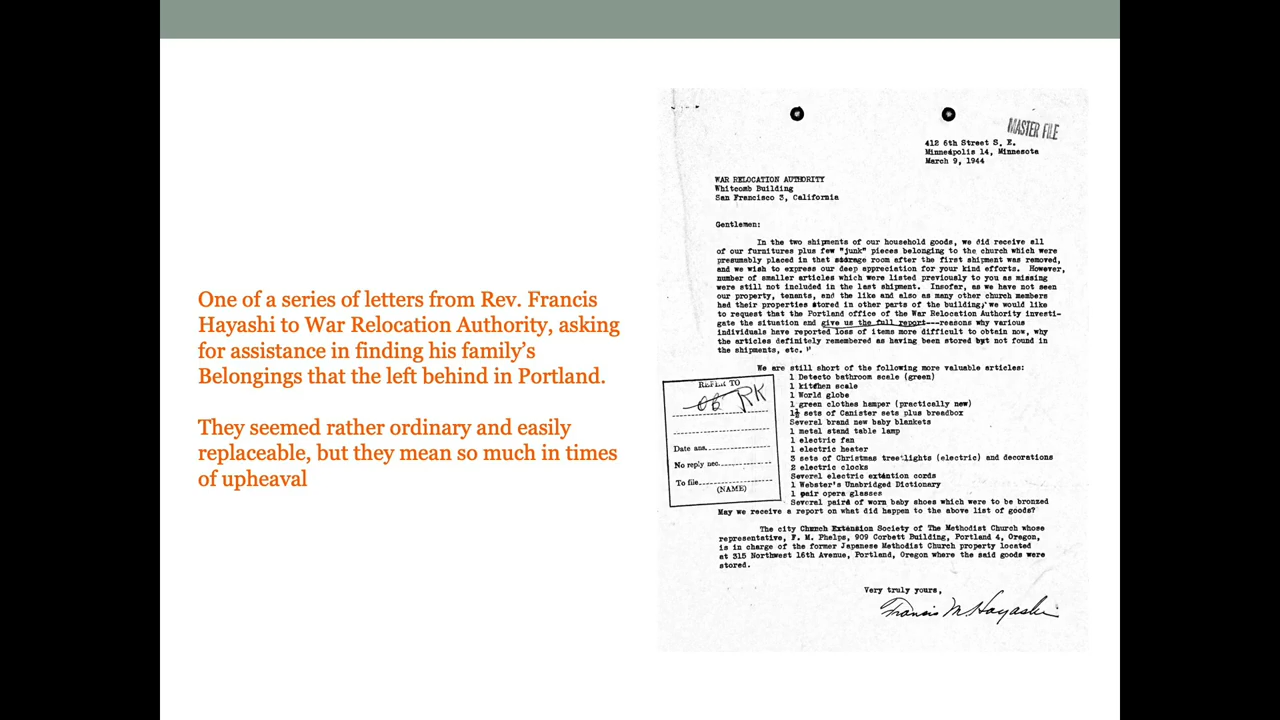 One of a series of letters from Rev. Francis
Hayashi to War Relocation Authority, asking
for assistance in finding his family’s
Belongings that the left behind in Portland.
They seemed rather ordinary and easily
replaceable, but they mean so much in times
of upheaval
MASTER FILE
412 6th Street S. E.
Minneapolis 14, Minnesota
March 9, 1944
WAR RELOCATION AUTHORITY
Whitcomb Building
San Francisco 3, California
Gentlemen:
In the two shipments of our household goods, we did receive all
of our furnitures plus few "junk" pieces belonging to the church which were
presumably placed in that storage room after the first shipment was removed,
and we wish to express our deep appreciation for your kind efforts. However,
number of smaller articles which were listed previously to you as missing
were still not included in the last shipment. Insofar, as we have not seen
our property, tenants, and the like and also as many other church members
had their properties stored in other parts of the building, we would like
to request that the Portland office of the War Relocation Authority investi-
gate the situation and give us the full report---reasons why various
individuals have reported loss of items more difficult to obtain now, why
the articles definitely remembered as having been stored but not found in
the shipments, etc.
We are still short of the following more valuable articles:
1 Detecto bathroom scale (green)
1 kitchen scale
1 World globe
1 green clothes hamper (practically new)
1½ sets of Canister sets plus breadbox
Several brand new baby blankets
1 metal stand table lamp
1 electric fan
1 electric heater
3 sets of Christmas tree lights (electric) and decorations
2 electric clocks
Several electric extention cords
1 Webster's Unabridged Dictionary
1 pair opera glasses
Several paird of worn baby shoes which were to be bronzed
May we receive a report on what did happen to the above list of goods?
REFER TO
RK
Date ans.
No reply nec.
To file
(NAME)
The city Church Extension Society of The Methodist Church whose
representative, F. M. Phelps, 909 Corbett Building, Portland 4, Oregon,
is in charge of the former Japanese Methodist Church property located
at 315 Northwest 16th Avenue, Portland, Oregon where the said goods were
stored.
Very truly yours,
Francis M Hayashi